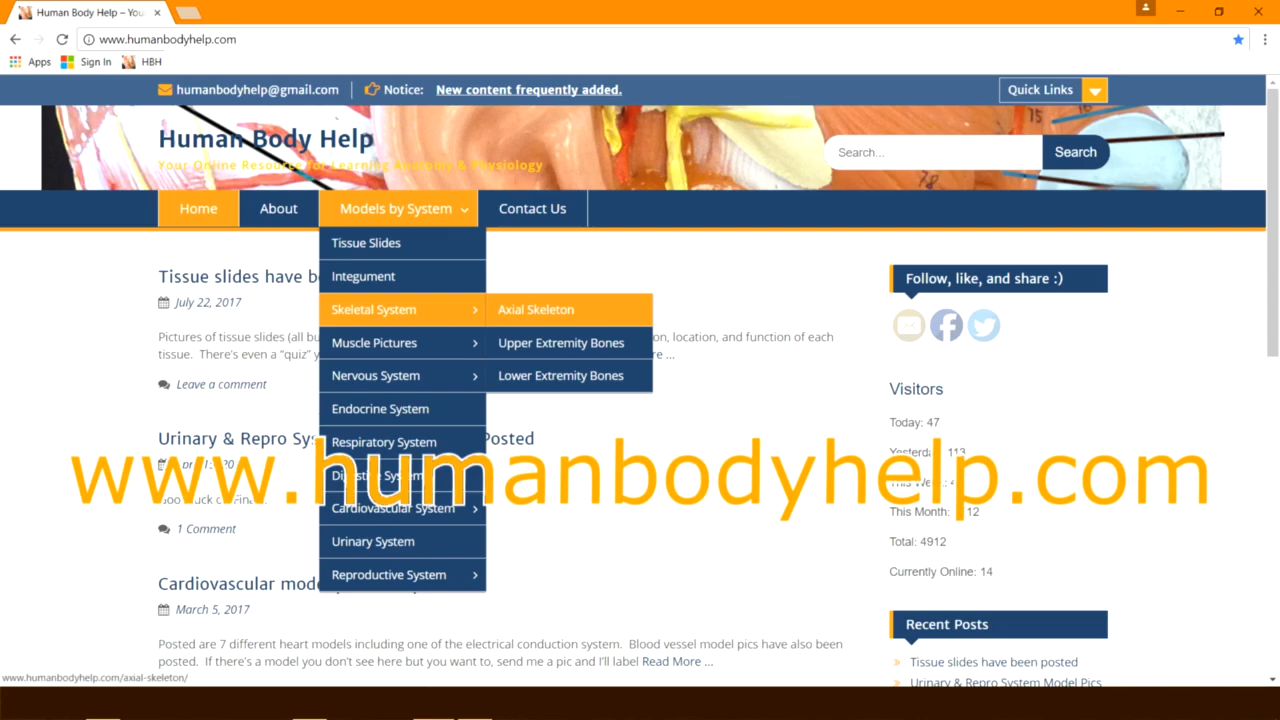 Human Body Help – You
www.humanbodyhelp.com
Apps Sign In HBH
humanbodyhelp@gmail.com Notice: New content frequently added. Quick Links
Human Body Help
Your Online Resource for Learning Anatomy & Physiology
Search... Search
Home About Models by System Contact Us
Tissue Slides
Integument
Skeletal System Axial Skeleton
Muscle Pictures Upper Extremity Bones
Nervous System Lower Extremity Bones
Endocrine System
Respiratory System
Digestive System
Cardiovascular System
Urinary System
Reproductive System
Tissue slides have
July 22, 2017
Pictures of tissue slides (all on, location, and function of each
tissue. There's even a "quiz"
Leave a comment
Urinary & Repro Posted
1 Comment
Cardiovascular
March 5, 2017
Posted are 7 different heart models including one of the electrical conduction system. Blood vessel model pics have also been
posted. If there's a model you don't see here but you want to, send me a pic and I'll label Read More ...
Follow, like, and share :)
Visitors
Today: 47
Yesterday: 113
This Month: 12
Total: 4912
Currently Online: 14
Recent Posts
Tissue slides have been posted
Urinary & Repro System Model Pics
www.humanbodyhelp.com
www.humanbodyhelp.com/axial-skeleton/